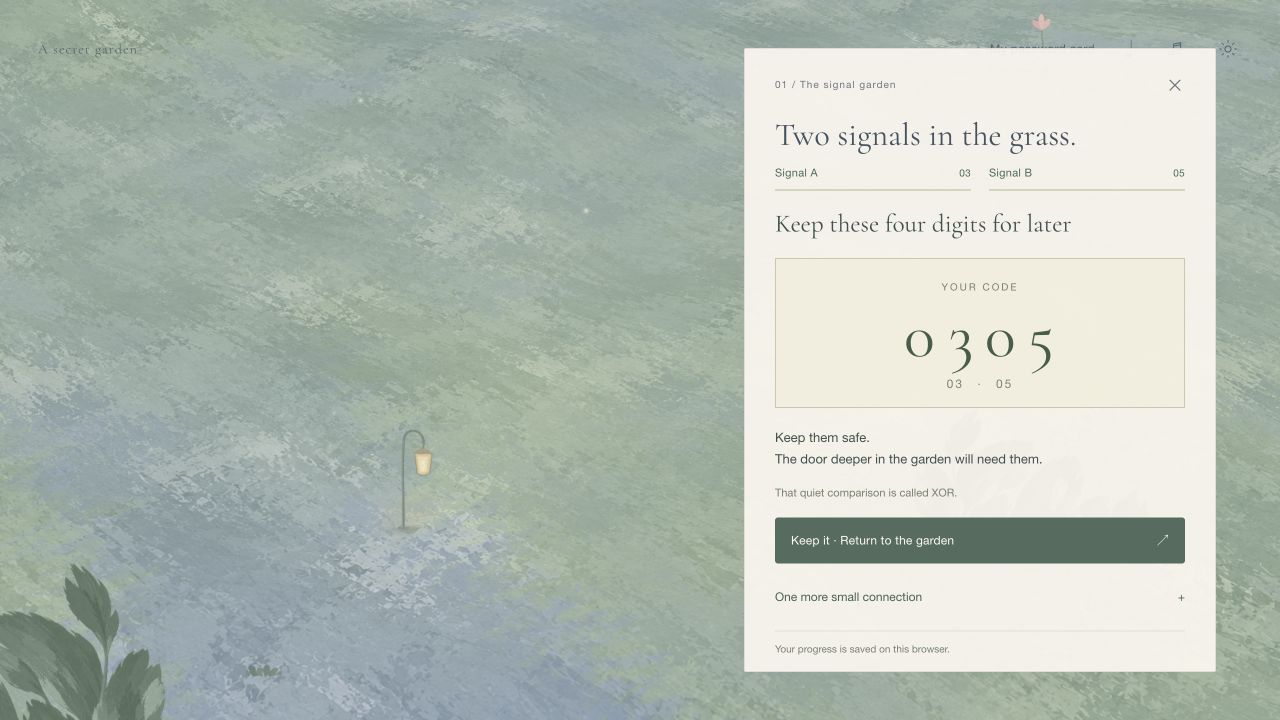 A secret garden
My password card
01 / The signal garden
Two signals in the grass.
Signal A 03
Signal B 05
Keep these four digits for later
YOUR CODE
0305
03 · 05
Keep them safe.
The door deeper in the garden will need them.
That quiet comparison is called XOR.
Keep it · Return to the garden
One more small connection +
Your progress is saved on this browser.